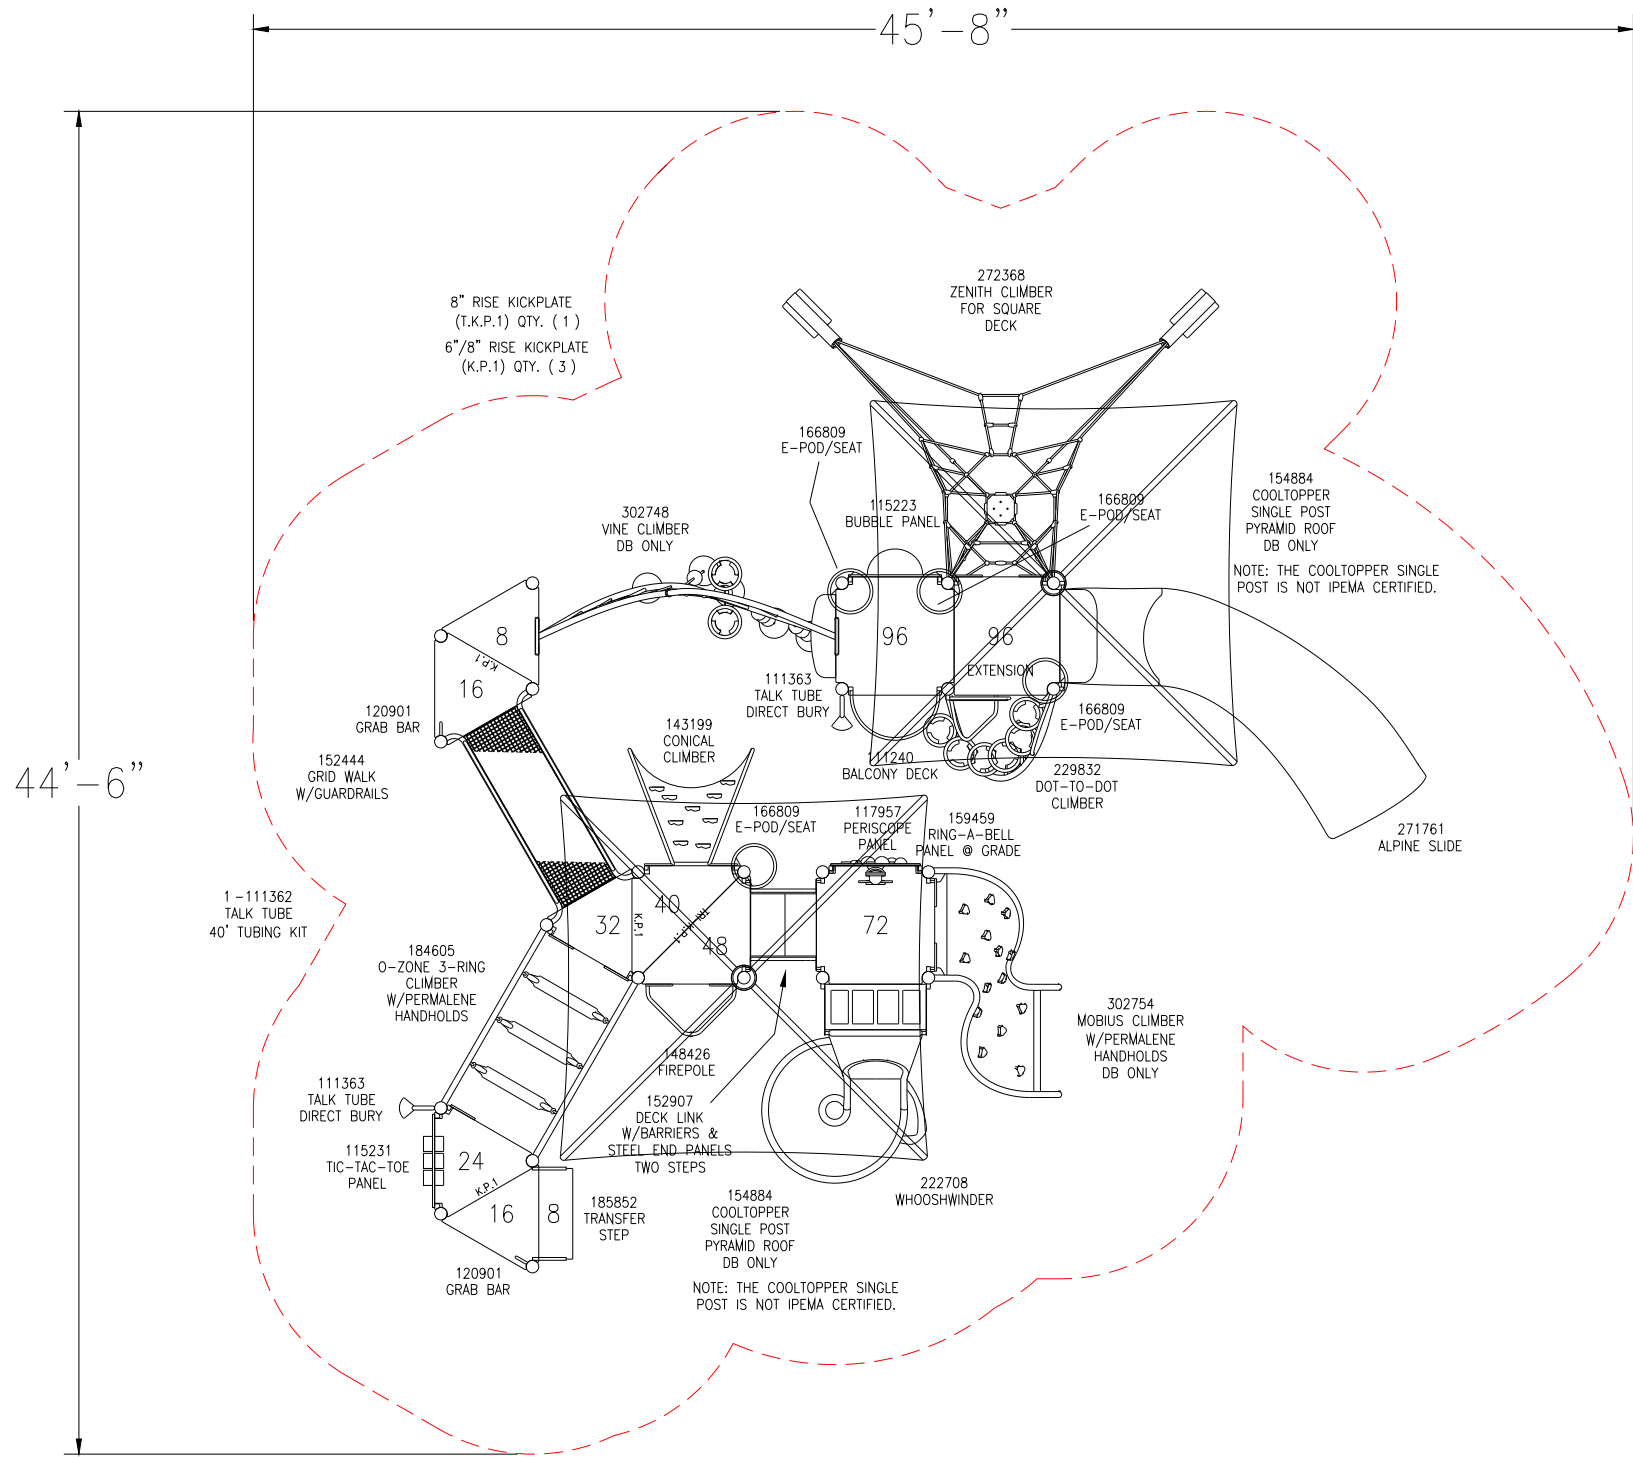 45'-8"
44'-6"
8" RISE KICKPLATE
(T.K.P.1) QTY. ( 1 )
6"/8" RISE KICKPLATE
(K.P.1) QTY. ( 3 )
272368
ZENITH CLIMBER
FOR SQUARE
DECK
166809
E-POD/SEAT
115223
BUBBLE PANEL
166809
E-POD/SEAT
154884
COOLTOPPER
SINGLE POST
PYRAMID ROOF
DB ONLY
NOTE: THE COOLTOPPER SINGLE
POST IS NOT IPEMA CERTIFIED.
302748
VINE CLIMBER
DB ONLY
8
K.P.1
16
96
96
EXTENSION
120901
GRAB BAR
111363
TALK TUBE
DIRECT BURY
166809
E-POD/SEAT
143199
CONICAL
CLIMBER
111240
BALCONY DECK
229832
DOT-TO-DOT
CLIMBER
152444
GRID WALK
W/GUARDRAILS
166809
E-POD/SEAT
117957
PERISCOPE
PANEL
159459
RING-A-BELL
PANEL @ GRADE
271761
ALPINE SLIDE
1 -111362
TALK TUBE
40' TUBING KIT
32
K.P.1
40
TRI K.P.1
48
72
184605
O-ZONE 3-RING
CLIMBER
W/PERMALENE
HANDHOLDS
302754
MOBIUS CLIMBER
W/PERMALENE
HANDHOLDS
DB ONLY
148426
FIREPOLE
111363
TALK TUBE
DIRECT BURY
152907
DECK LINK
W/BARRIERS &
STEEL END PANELS
TWO STEPS
115231
TIC-TAC-TOE
PANEL
24
K.P.1
16
8
185852
TRANSFER
STEP
222708
WHOOSHWINDER
154884
COOLTOPPER
SINGLE POST
PYRAMID ROOF
DB ONLY
NOTE: THE COOLTOPPER SINGLE
POST IS NOT IPEMA CERTIFIED.
120901
GRAB BAR